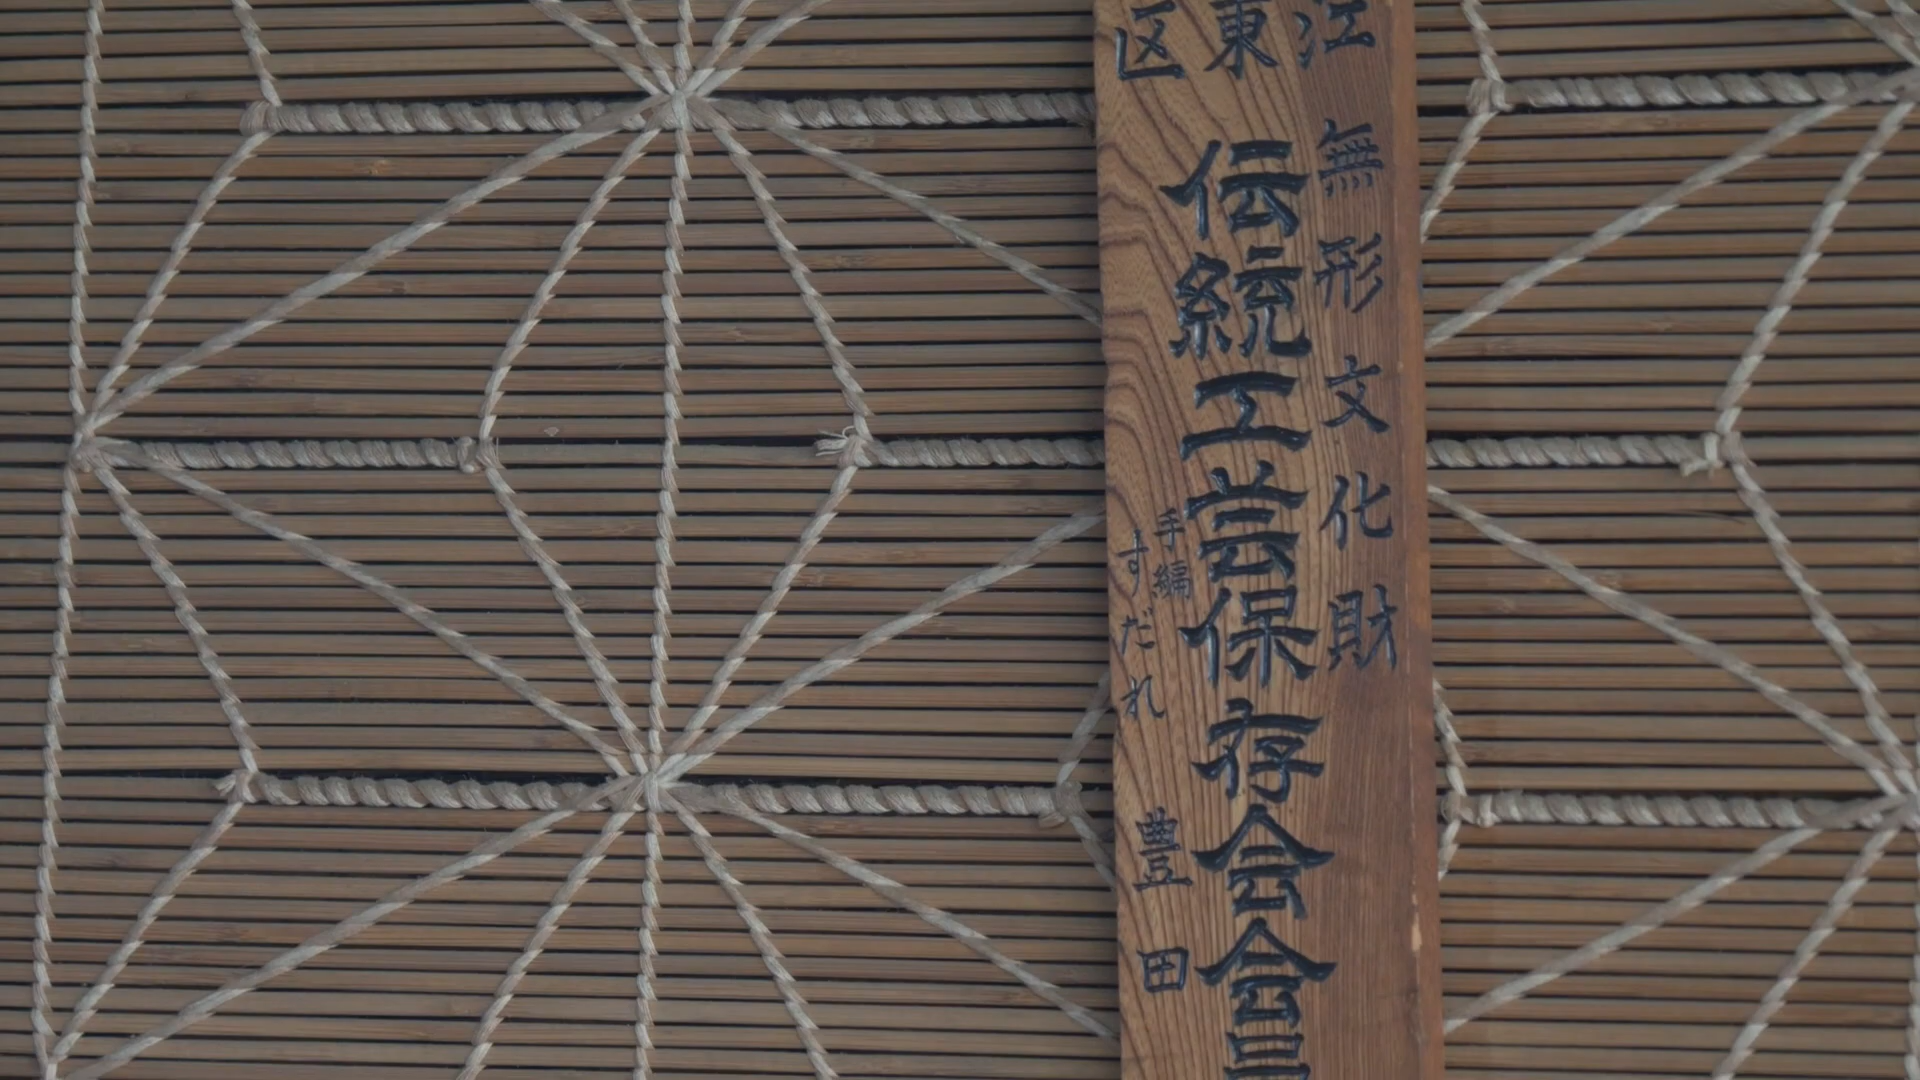 江東区
無形文化財
伝統工芸保存会会員
手編
すだれ
豊田